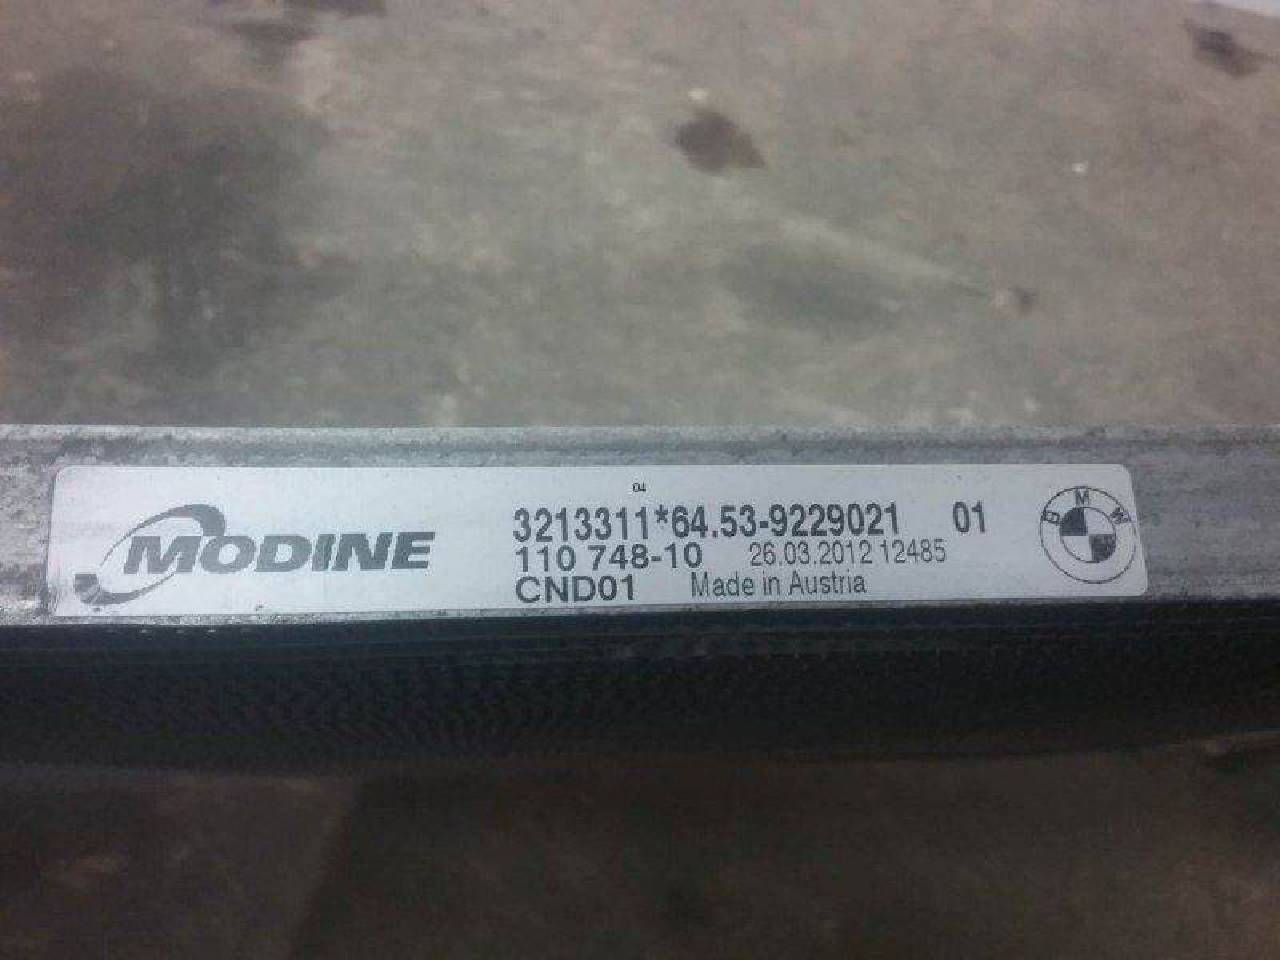 04
MODINE
3213311*64.53-9229021 01
110 748-10 26.03.2012 12485
CND01 Made in Austria
BMW